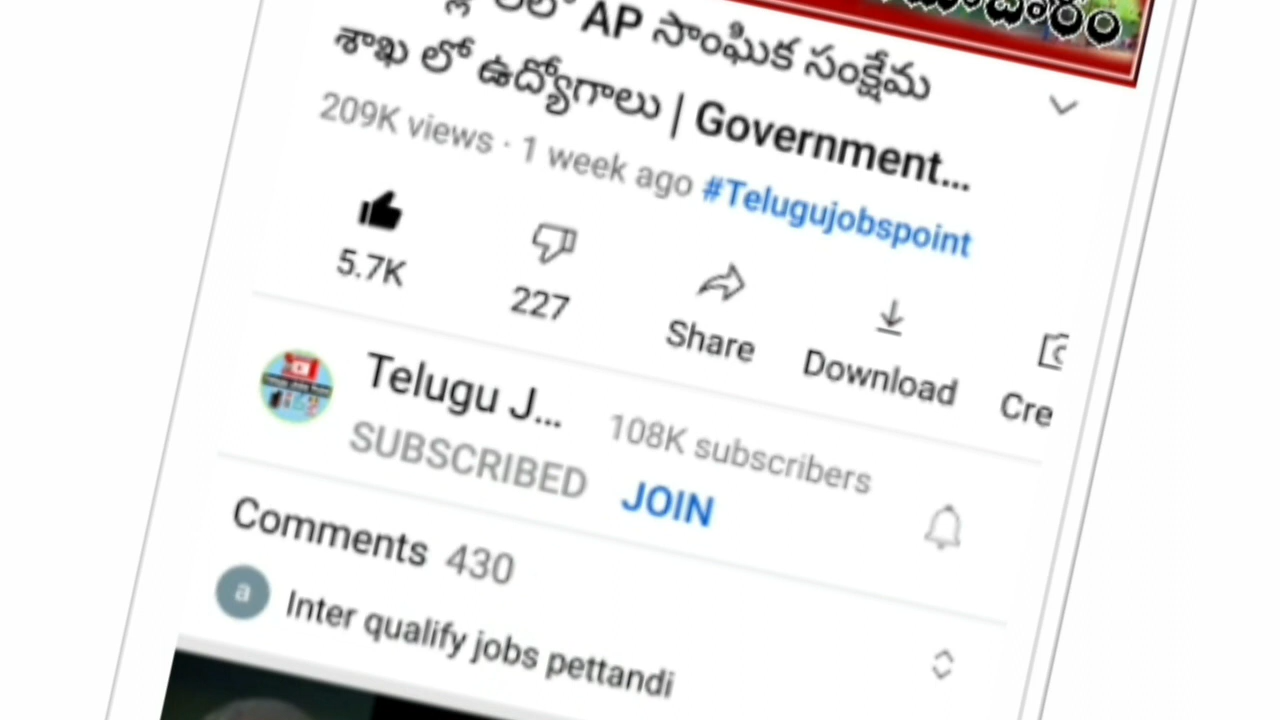 AP సాంఘిక సంక్షేమ
శాఖ లో ఉద్యోగాలు | Government...
209K views · 1 week ago #Telugujobspoint
5.7K
227
Share
Download
Cre
Telugu J...
108K subscribers
SUBSCRIBED
JOIN
Comments 430
a
Inter qualify jobs pettandi